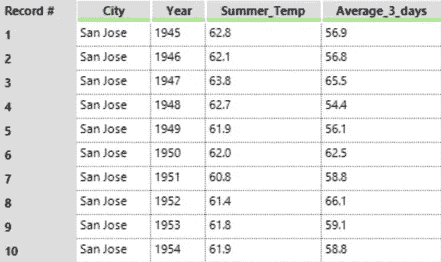 Record # City Year Summer_Temp Average_3_days
1 San Jose 1945 62.8 56.9
2 San Jose 1946 62.1 56.8
3 San Jose 1947 63.8 65.5
4 San Jose 1948 62.7 54.4
5 San Jose 1949 61.9 56.1
6 San Jose 1950 62.0 62.5
7 San Jose 1951 60.8 58.8
8 San Jose 1952 61.4 66.1
9 San Jose 1953 61.8 59.1
10 San Jose 1954 61.9 58.8